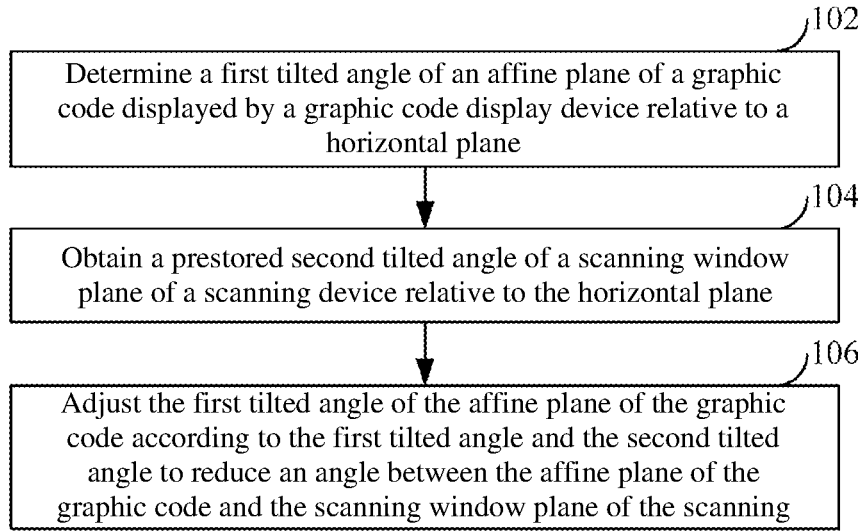 102
Determine a first tilted angle of an affine plane of a graphic
code displayed by a graphic code display device relative to a
horizontal plane
104
Obtain a prestored second tilted angle of a scanning window
plane of a scanning device relative to the horizontal plane
106
Adjust the first tilted angle of the affine plane of the graphic
code according to the first tilted angle and the second tilted
angle to reduce an angle between the affine plane of the
graphic code and the scanning window plane of the scanning